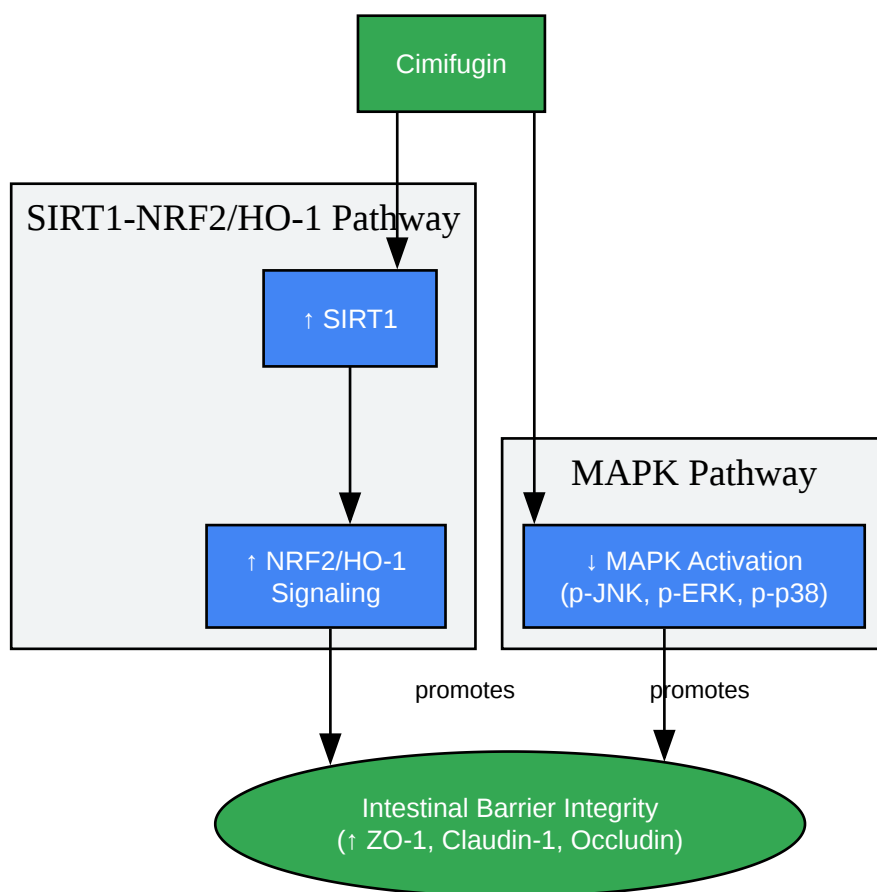 Cimifugin
SIRT1-NRF2/HO-1 Pathway
↑ SIRT1
MAPK Pathway
↑ NRF2/HO-1
Signaling
↓ MAPK Activation
(p-JNK, p-ERK, p-p38)
promotes
promotes
Intestinal Barrier Integrity
(↑ ZO-1, Claudin-1, Occludin)